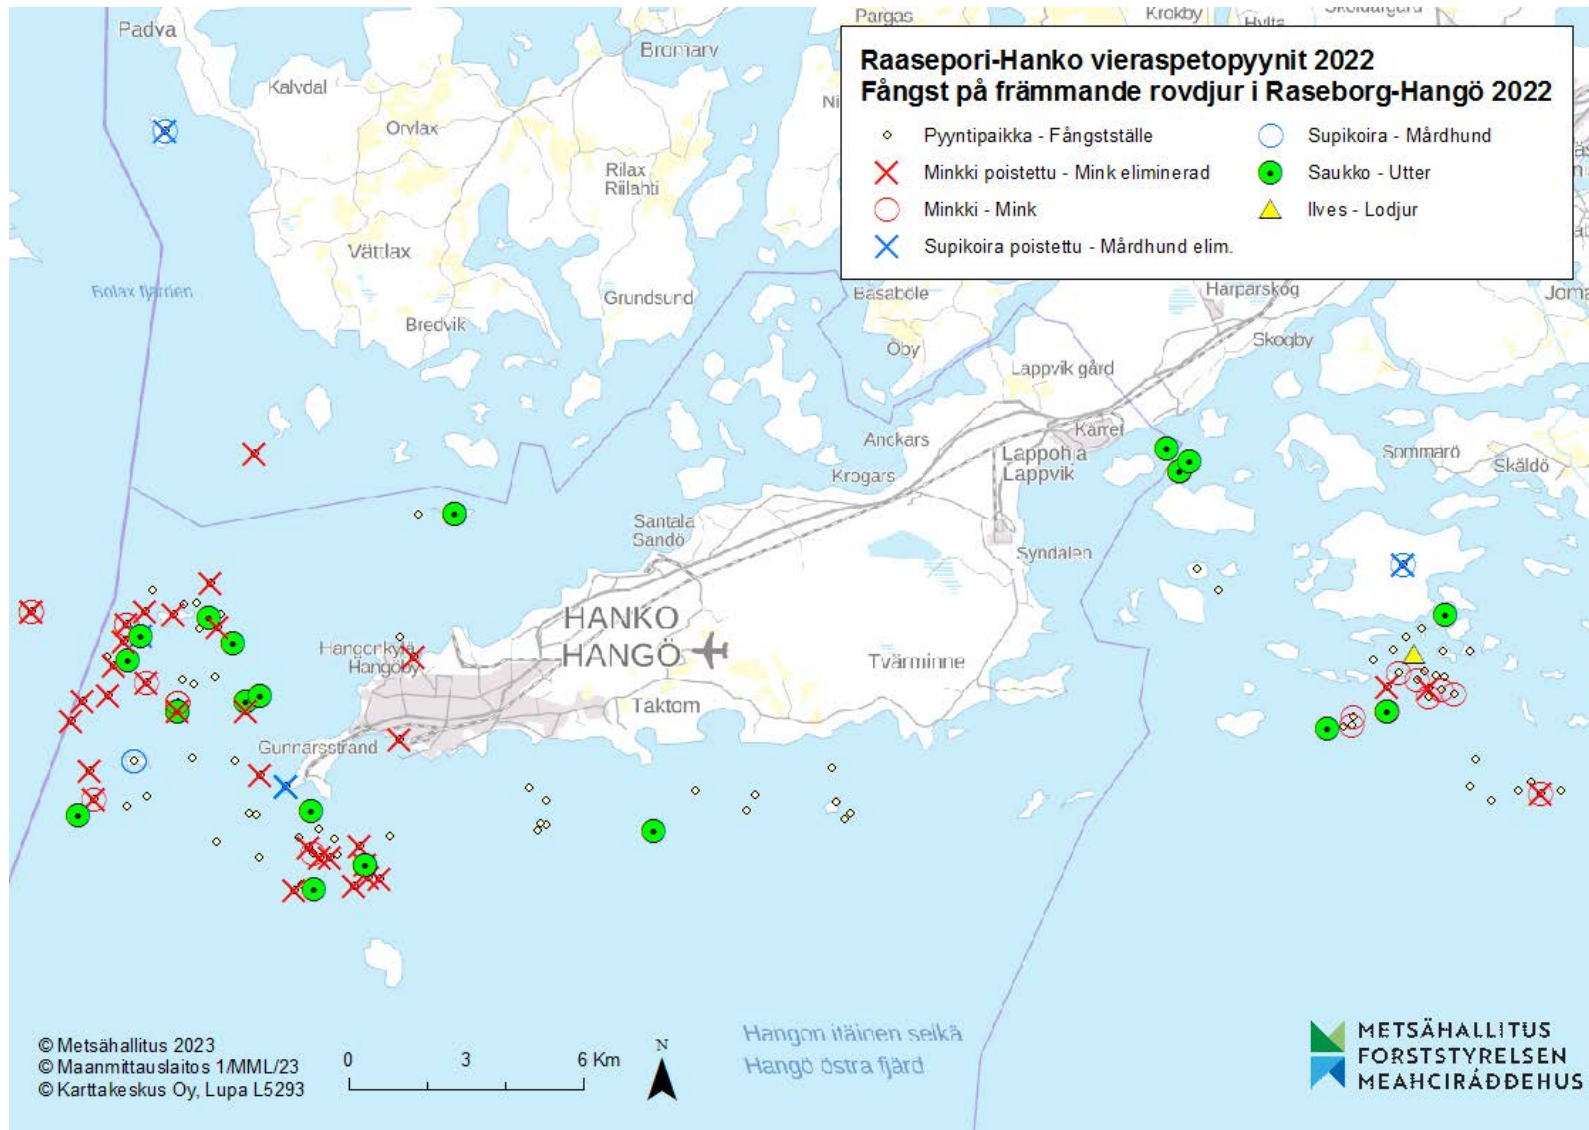 Padva
Pargas
Krokby
Hylta
Bromarv
Kalvdal
Raasepori-Hanko vieraspetopyynit 2022
Fångst på främmande rovdjur i Raseborg-Hangö 2022
Pyyntipaikka - Fångstställe
Minkki poistettu - Mink eliminerad
Minkki - Mink
Supikoira poistettu - Mårdhund elim.
Supikoira - Mårdhund
Saukko - Utter
Ilves - Lodjur
Orvlax
Rilax
Riilahti
Vättlax
Bolax fjärden
Grundsund
Basaböle
Harparskog
Bredvik
Öby
Skogby
Lappvik gård
Anckars
Kärret
Krogars
Lappohja
Lappvik
Sommarö
Skäldö
Santala
Sandö
Syndalen
HANKO
HANGÖ
Hangonkylä
Hangöby
Tvärminne
Taktom
Gunnarsstrand
Hangon itäinen selkä
Hangö östra fjärd
© Metsähallitus 2023
© Maanmittauslaitos 1/MML/23
© Karttakeskus Oy, Lupa L5293
0 3 6 Km
N
METSÄHALLITUS
FORSTSTYRELSEN
MEAHCIRÁĐĐEHUS